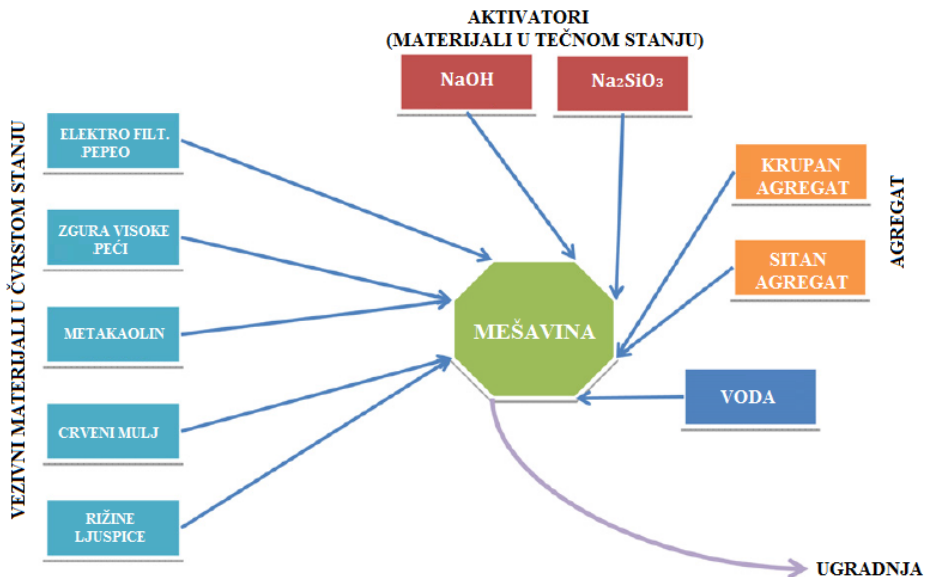 AKTIVATORI
(MATERIJALI U TEČNOM STANJU)
NaOH
Na₂SiO₃
VEZIVNI MATERIJALI U ČVRSTOM STANJU
ELEKTRO FILT.
.PEPEO
ZGURA VISOKE
.PEĆI
METAKAOLIN
CRVENI MULJ
RIŽINE
LJUSPICE
MEŠAVINA
KRUPAN
AGREGAT
SITAN
AGREGAT
AGREGAT
VODA
UGRADNJA